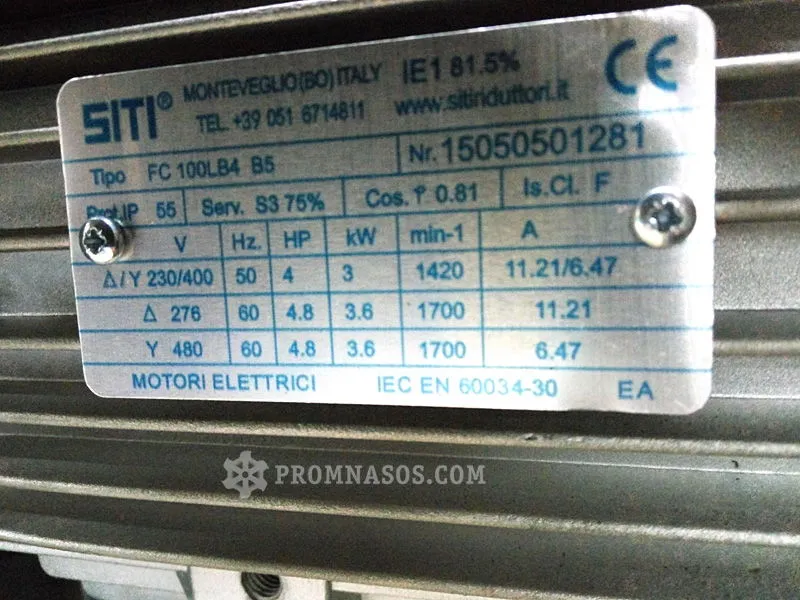 SITI® MONTEVEGLIO(BO) ITALY IE1 81.5% CE
TEL. +39 051 6714811 www.sitiriduttori.it
Tipo FC 100LB4 B5 Nr. 15050501281
Prot.IP 55 Serv. S3 75% Cos. φ 0.81 Is.Cl. F
V Hz. HP kW min-1 A
Δ/Y 230/400 50 4 3 1420 11.21/6.47
Δ 276 60 4.8 3.6 1700 11.21
Y 480 60 4.8 3.6 1700 6.47
MOTORI ELETTRICI IEC EN 60034-30 EA
PROMNASOS.COM